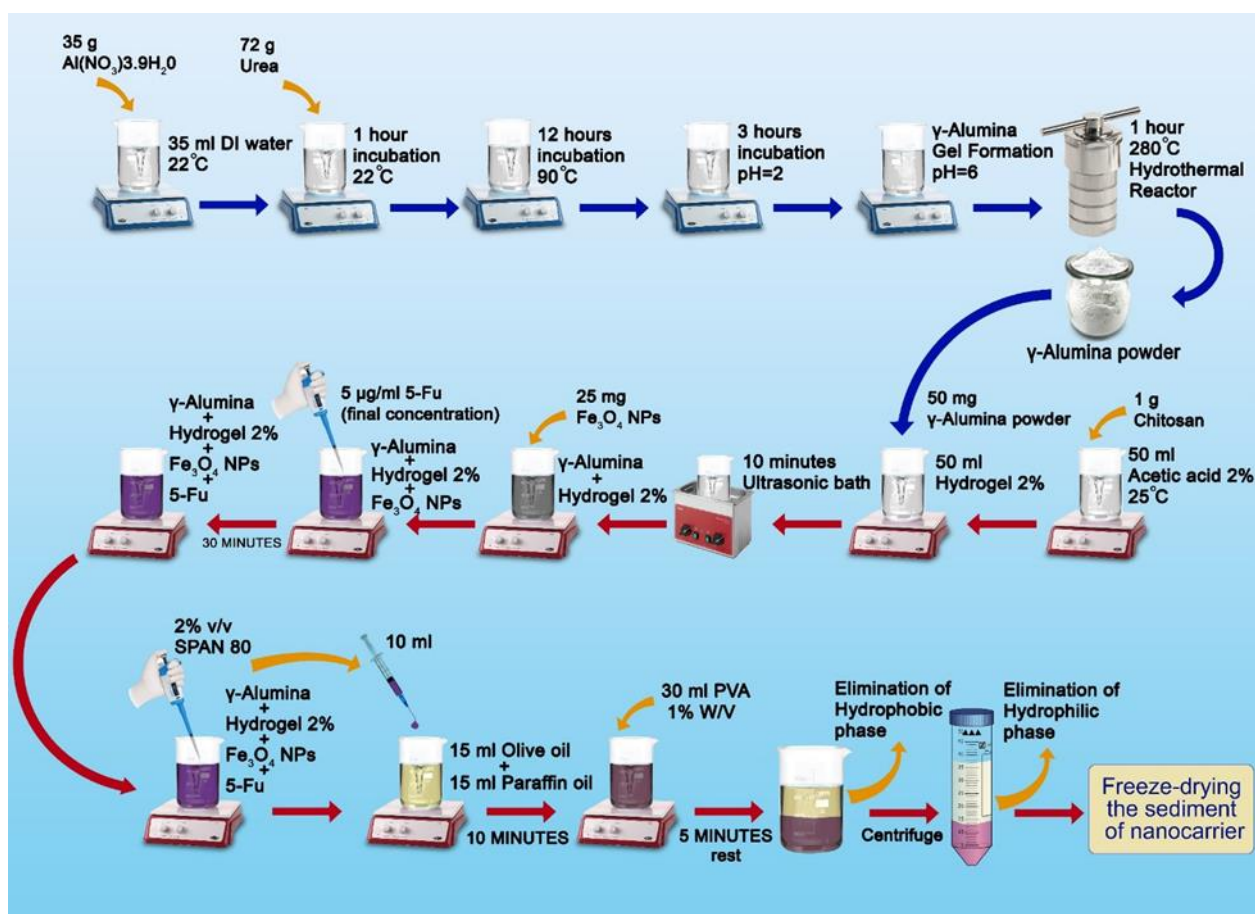 35 g
Al(NO₃)3.9H₂0
35 ml DI water
22°C
72 g
Urea
1 hour
incubation
22°C
12 hours
incubation
90°C
3 hours
incubation
pH=2
γ-Alumina
Gel Formation
pH=6
1 hour
280°C
Hydrothermal
Reactor
γ-Alumina powder
1 g
Chitosan
50 ml
Acetic acid 2%
25°C
50 mg
γ-Alumina powder
50 ml
Hydrogel 2%
10 minutes
Ultrasonic bath
25 mg
Fe₃O₄ NPs
γ-Alumina
+
Hydrogel 2%
5 µg/ml 5-Fu
(final concentration)
γ-Alumina
+
Hydrogel 2%
+
Fe₃O₄ NPs
30 MINUTES
γ-Alumina
+
Hydrogel 2%
+
Fe₃O₄ NPs
+
5-Fu
2% v/v
SPAN 80
γ-Alumina
+
Hydrogel 2%
+
Fe₃O₄ NPs
+
5-Fu
10 ml
15 ml Olive oil
+
15 ml Paraffin oil
10 MINUTES
30 ml PVA
1% W/V
5 MINUTES
rest
Elimination of
Hydrophobic
phase
Centrifuge
Elimination of
Hydrophilic
phase
Freeze-drying
the sediment
of nanocarrier